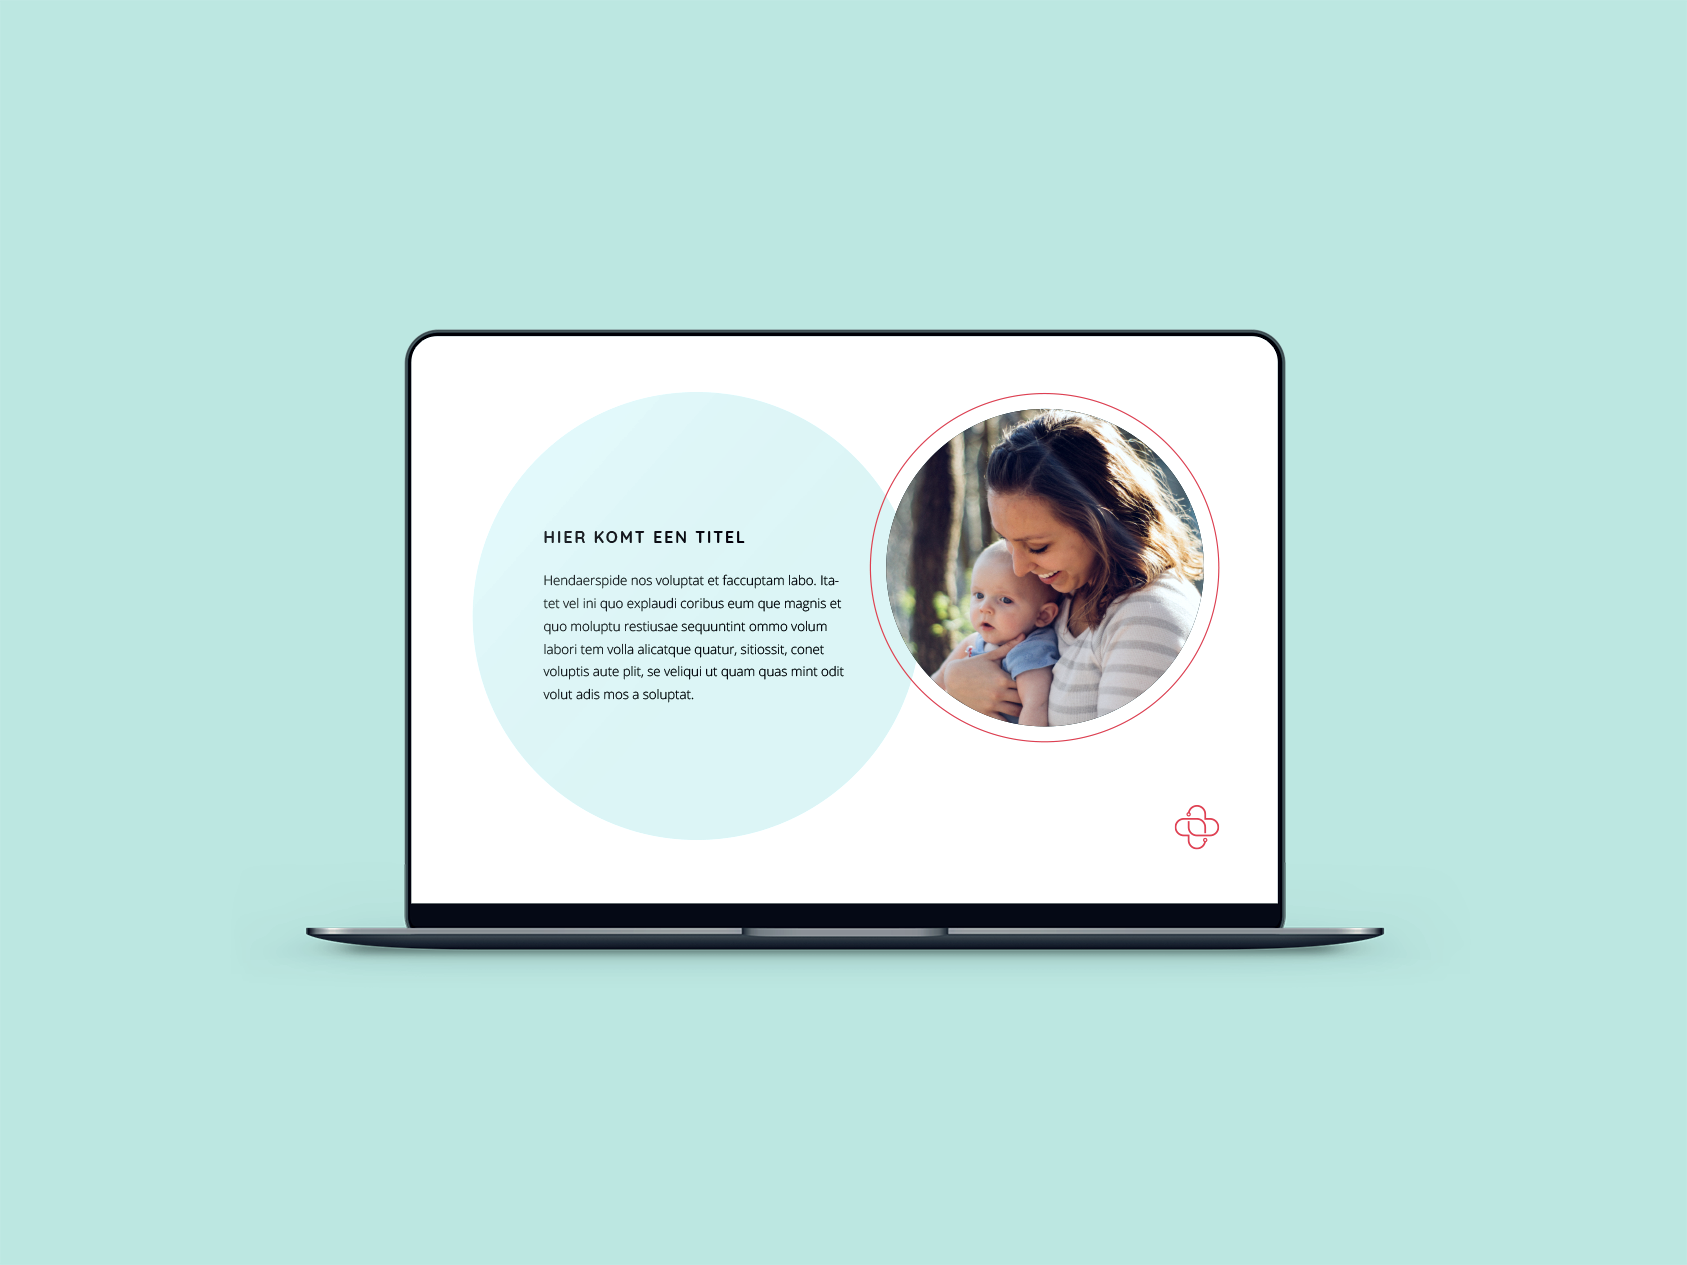 HIER KOMT EEN TITEL
Hendaerspide nos voluptat et faccuptam labo. Ita-
tet vel ini quo explaudi coribus eum que magnis et
quo moluptu restiusae sequuntint ommo volum
labori tem volla alicatque quatur, sitiossit, conet
voluptis aute plit, se veliqui ut quam quas mint odit
volut adis mos a soluptat.